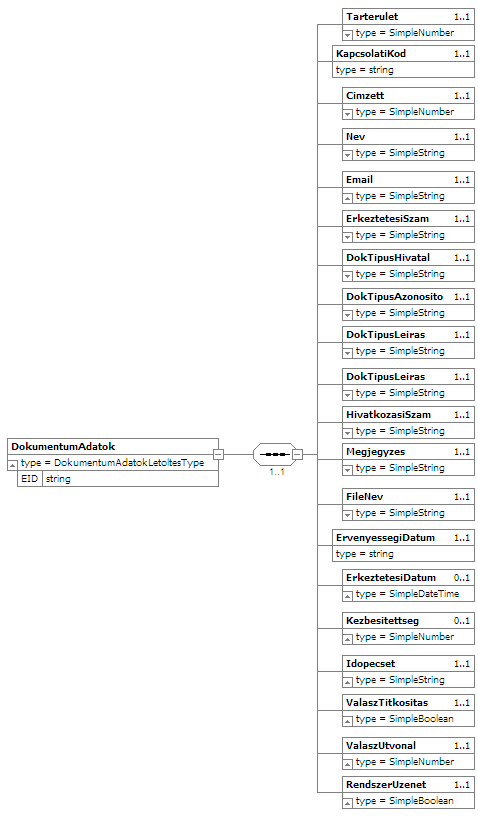 Tarterulet 1..1
type = SimpleNumber
KapcsolatiKod 1..1
type = string
Cimzett 1..1
type = SimpleNumber
Nev 1..1
type = SimpleString
Email 1..1
type = SimpleString
ErkeztetesiSzam 1..1
type = SimpleString
DokTipusHivatal 1..1
type = SimpleString
DokTipusAzonosito 1..1
type = SimpleString
DokTipusLeiras 1..1
type = SimpleString
DokTipusLeiras 1..1
type = SimpleString
HivatkozasiSzam 1..1
type = SimpleString
DokumentumAdatok
type = DokumentumAdatokLetoltesType
EID string
1..1
Megjegyzes 1..1
type = SimpleString
FileNev 1..1
type = SimpleString
ErvenyessegiDatum 1..1
type = string
ErkeztetesiDatum 0..1
type = SimpleDateTime
Kezbesitettseg 0..1
type = SimpleNumber
Idopecset 1..1
type = SimpleString
ValaszTitkositas 1..1
type = SimpleBoolean
ValaszUtvonal 1..1
type = SimpleNumber
RendszerUzenet 1..1
type = SimpleBoolean